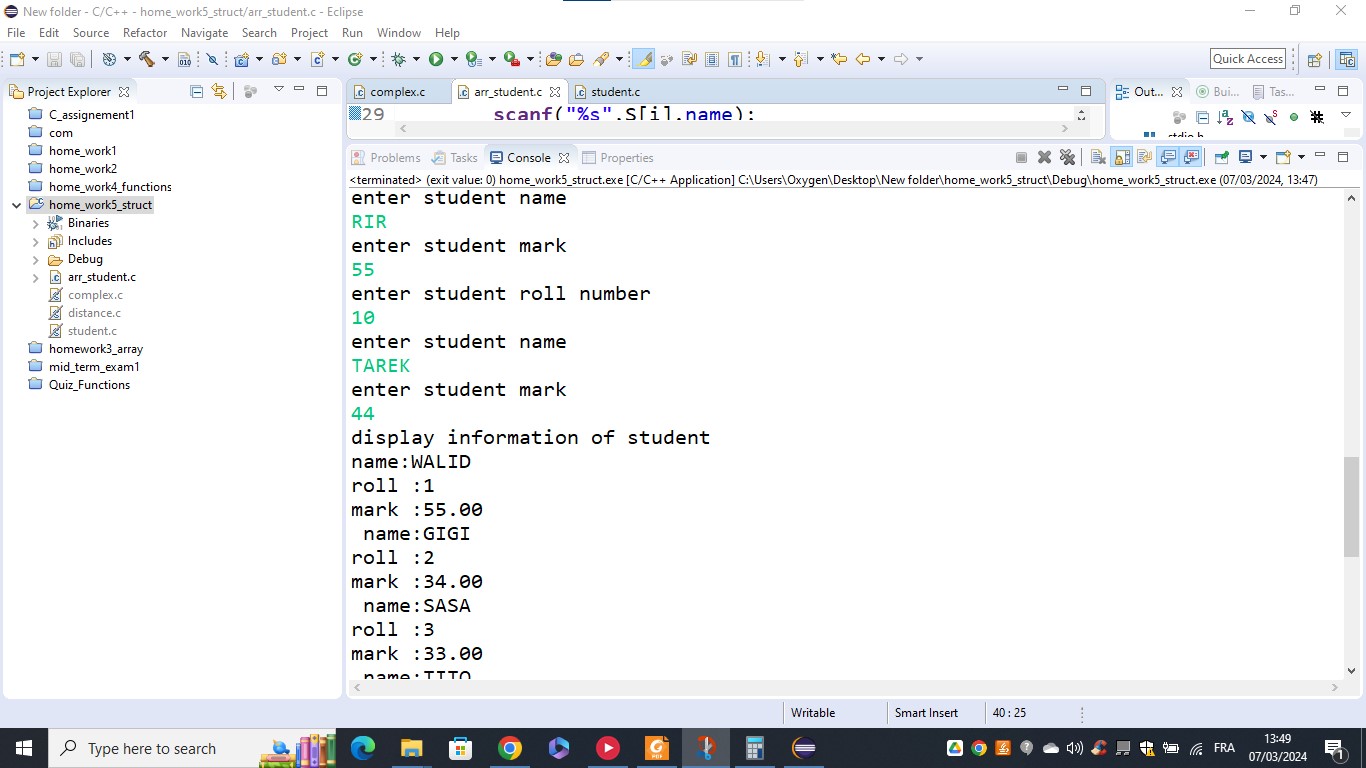 New folder - C/C++ - home_work5_struct/arr_student.c - Eclipse
File Edit Source Refactor Navigate Search Project Run Window Help
Quick Access
Project Explorer
C_assignement1
com
home_work1
home_work2
home_work4_functions
home_work5_struct
Binaries
Includes
Debug
arr_student.c
complex.c
distance.c
student.c
homework3_array
mid_term_exam1
Quiz_Functions
complex.c arr_student.c student.c
29 scanf("%s",S[i].name);
Out... Bui... Tas...
stdio.h
Problems Tasks Console Properties
<terminated> (exit value: 0) home_work5_struct.exe [C/C++ Application] C:\Users\Oxygen\Desktop\New folder\home_work5_struct\Debug\home_work5_struct.exe (07/03/2024, 13:47)
enter student name
RIR
enter student mark
55
enter student roll number
10
enter student name
TAREK
enter student mark
44
display information of student
name:WALID
roll :1
mark :55.00
name:GIGI
roll :2
mark :34.00
name:SASA
roll :3
mark :33.00
name:TITO
Writable Smart Insert 40 : 25
Type here to search
FRA
13:49
07/03/2024
1